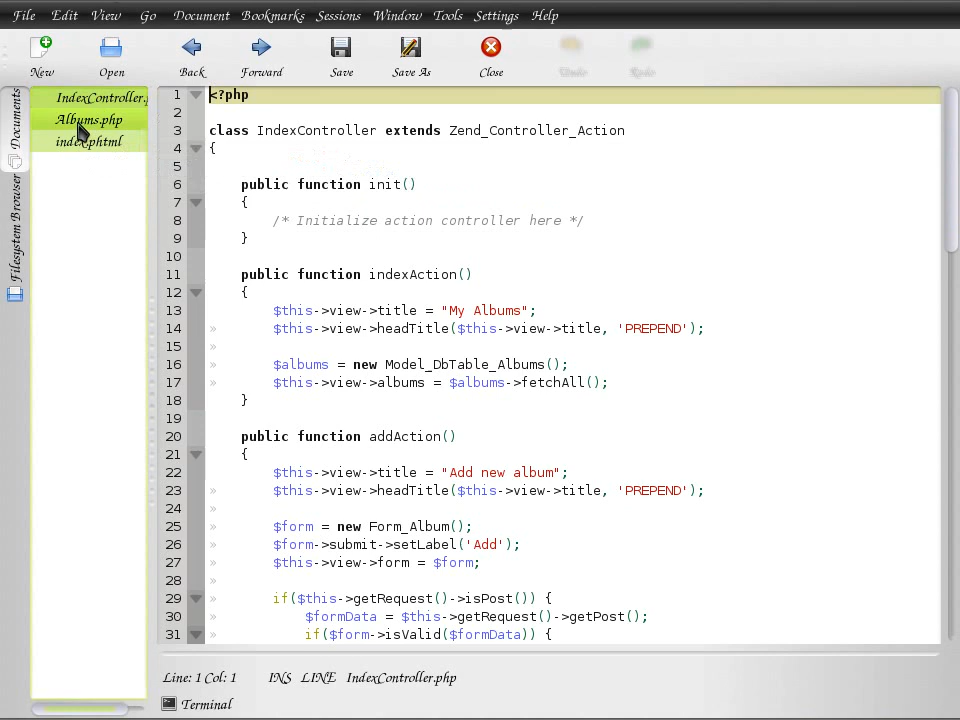 File Edit View Go Document Bookmarks Sessions Window Tools Settings Help
New Open Back Forward Save Save As Close Undo Redo
Documents
Filesystem Browser
IndexController.p
Albums.php
index.phtml
1 <?php
2
3 class IndexController extends Zend_Controller_Action
4 {
5
6 public function init()
7 {
8 /* Initialize action controller here */
9 }
10
11 public function indexAction()
12 {
13 $this->view->title = "My Albums";
14 » $this->view->headTitle($this->view->title, 'PREPEND');
15 »
16 » $albums = new Model_DbTable_Albums();
17 » $this->view->albums = $albums->fetchAll();
18 }
19
20 public function addAction()
21 {
22 $this->view->title = "Add new album";
23 » $this->view->headTitle($this->view->title, 'PREPEND');
24 »
25 » $form = new Form_Album();
26 » $form->submit->setLabel('Add');
27 » $this->view->form = $form;
28 »
29 » if($this->getRequest()->isPost()) {
30 » $formData = $this->getRequest()->getPost();
31 » if($form->isValid($formData)) {
Line: 1 Col: 1 INS LINE IndexController.php
Terminal